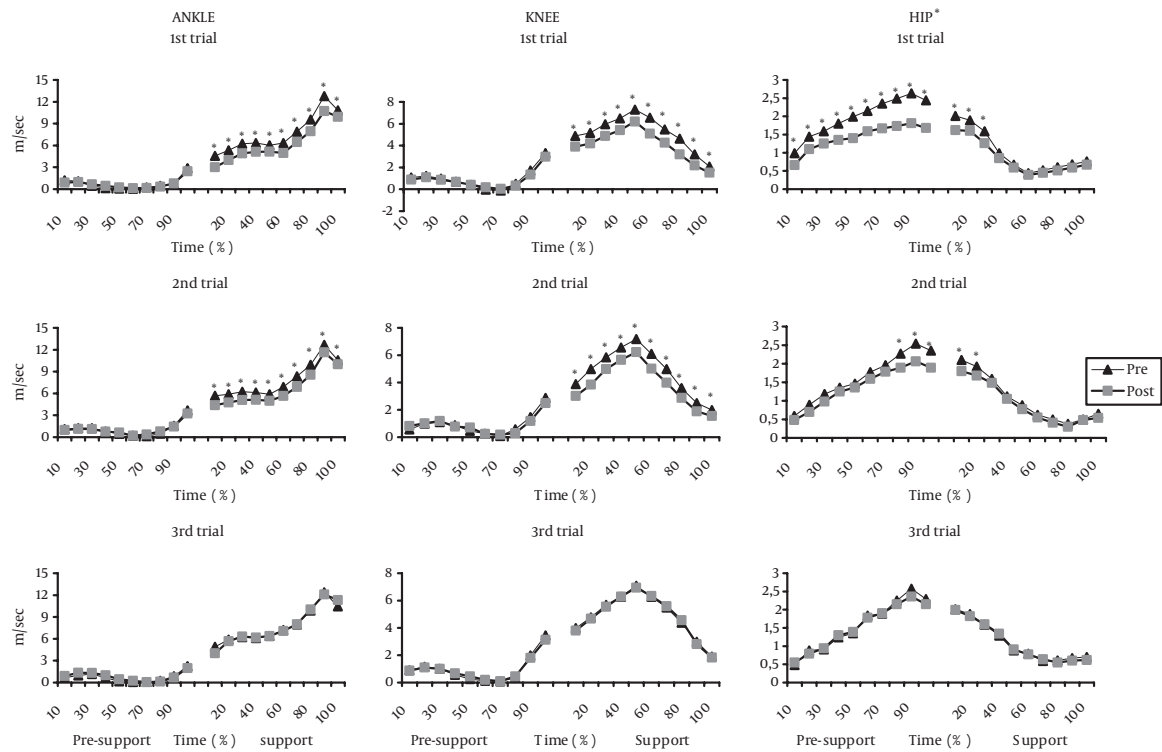 ANKLE KNEE HIP*
1st trial 1st trial 1st trial
m/sec
15
12
9
6
3
0
10 30 50 70 90 20 40 60 80 100
Time (%)
8
6
4
2
0
-2
10 30 50 70 90 20 40 60 80 100
Time (%)
3
2,5
2
1,5
1
0,5
0
10 30 50 70 90 20 40 60 80 100
Time (%)
2nd trial 2nd trial 2nd trial
m/sec
15
12
9
6
3
0
10 30 50 70 90 20 40 60 80 100
Time (%)
8
6
4
2
0
10 30 50 70 90 20 40 60 80 100
Time (%)
3
2,5
2
1,5
1
0,5
0
10 30 50 70 90 20 40 60 80 100
Time (%)
Pre
Post
3rd trial 3rd trial 3rd trial
m/sec
15
12
9
6
3
0
10 30 50 70 90 20 40 60 80 100
Pre-support Time (%) support
8
6
4
2
0
10 30 50 70 90 20 40 60 80 100
Pre-support Time (%) Support
3
2,5
2
1,5
1
0,5
0
10 30 50 70 90 20 40 60 80 100
Pre-support Time (%) Support